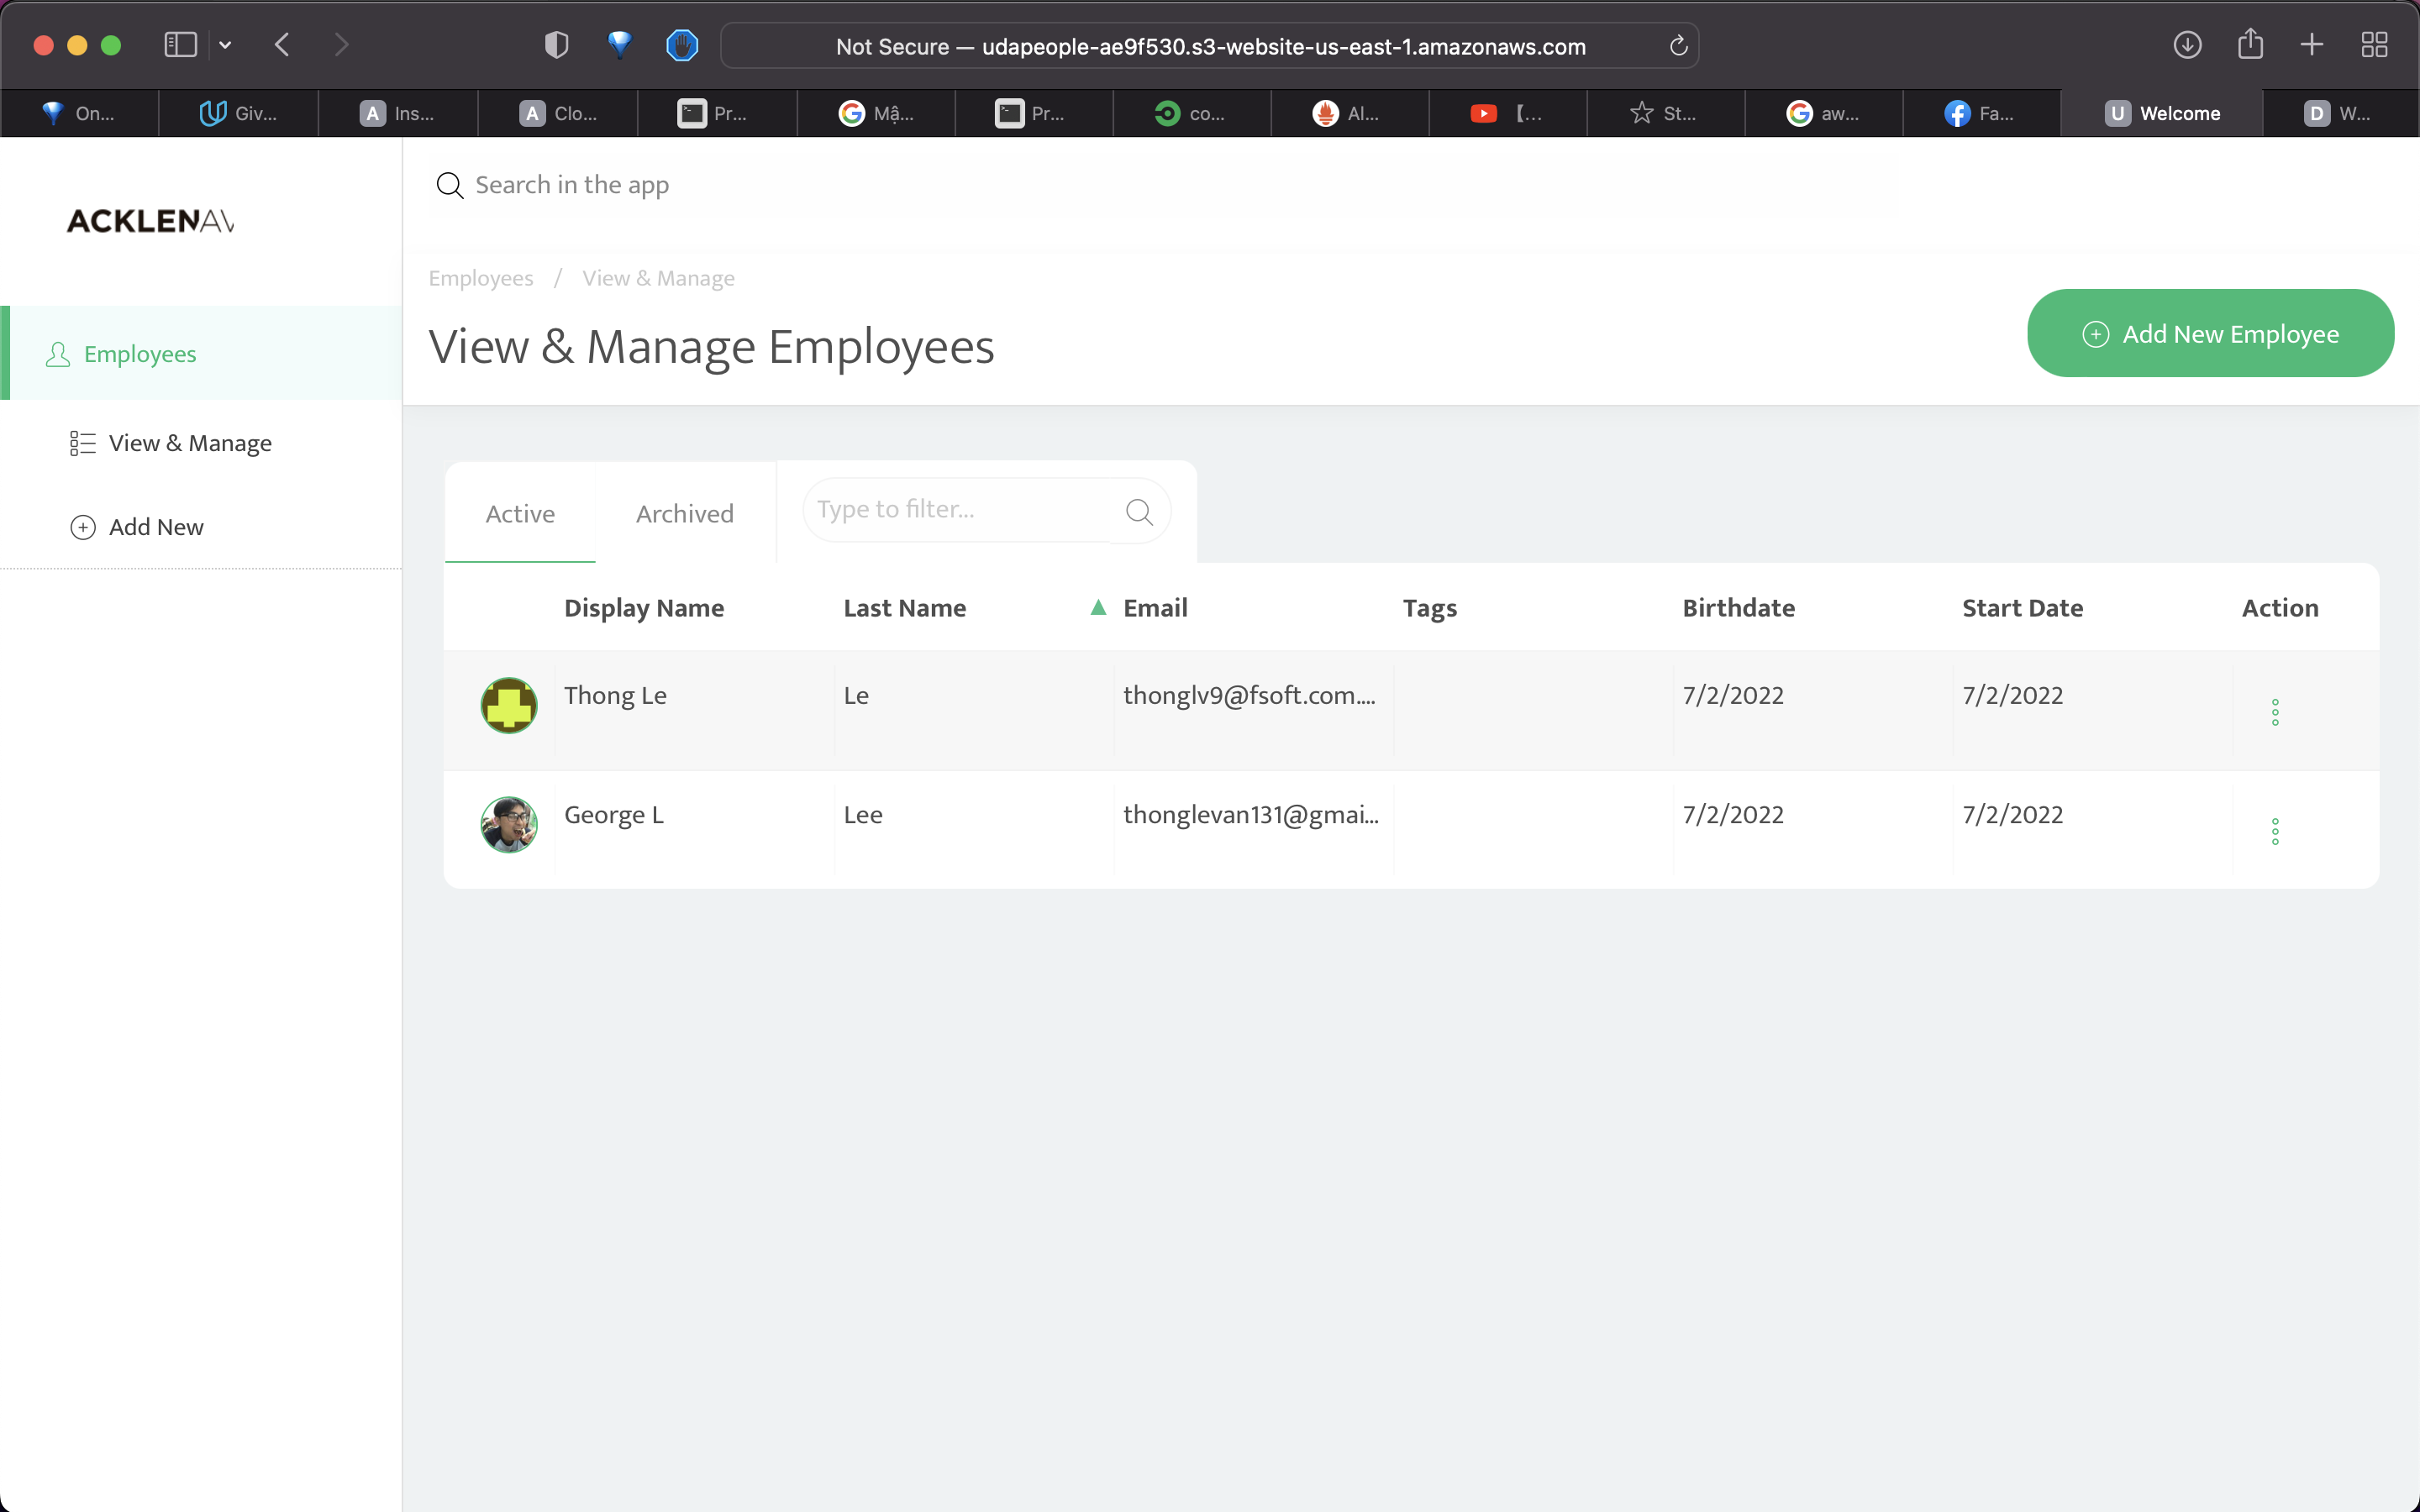 Not Secure — udapeople-ae9f530.s3-website-us-east-1.amazonaws.com
On... Giv... A Ins... A Clo... Pr... Mậ... Pr... co... Al... 【... St... aw... Fa... U Welcome D W...
Search in the app
ACKLENAV
Employees / View & Manage
View & Manage Employees
Add New Employee
Employees
View & Manage
Add New
Active Archived Type to filter...
Display Name Last Name ▲ Email Tags Birthdate Start Date Action
Thong Le Le thonglv9@fsoft.com.... 7/2/2022 7/2/2022
George L Lee thonglevan131@gmai... 7/2/2022 7/2/2022